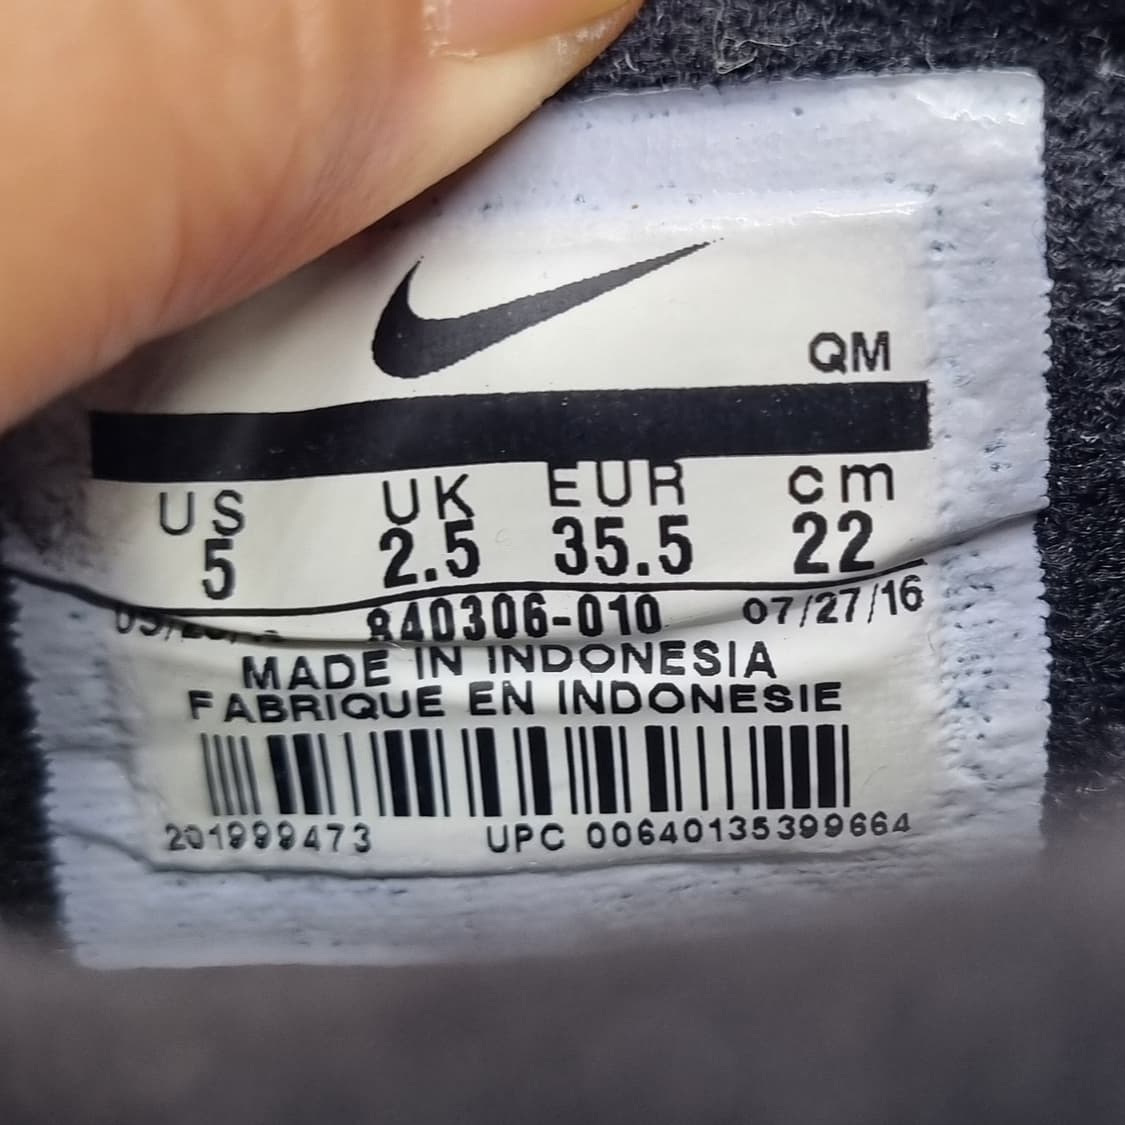 QM
US UK EUR cm
5 2.5 35.5 22
840306-010 07/27/16
MADE IN INDONESIA
FABRIQUE EN INDONESIE
201999473 UPC 00640135399664